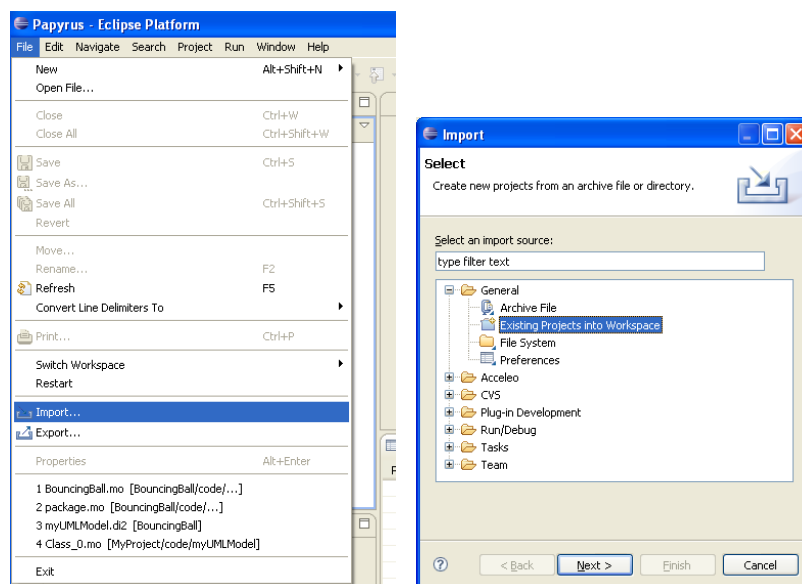 Papyrus - Eclipse Platform
File Edit Navigate Search Project Run Window Help
New Alt+Shift+N
Open File...
Close Ctrl+W
Close All Ctrl+Shift+W
Save Ctrl+S
Save As...
Save All Ctrl+Shift+S
Revert
Move...
Rename... F2
Refresh F5
Convert Line Delimiters To
Print... Ctrl+P
Switch Workspace
Restart
Import...
Export...
Properties Alt+Enter
1 BouncingBall.mo [BouncingBall/code/...]
2 package.mo [BouncingBall/code/...]
3 myUMLModel.di2 [BouncingBall]
4 Class_0.mo [MyProject/code/myUMLModel]
Exit
Import
Select
Create new projects from an archive file or directory.
Select an import source:
type filter text
General
Archive File
Existing Projects into Workspace
File System
Preferences
Acceleo
CVS
Plug-in Development
Run/Debug
Tasks
Team
? < Back Next > Finish Cancel